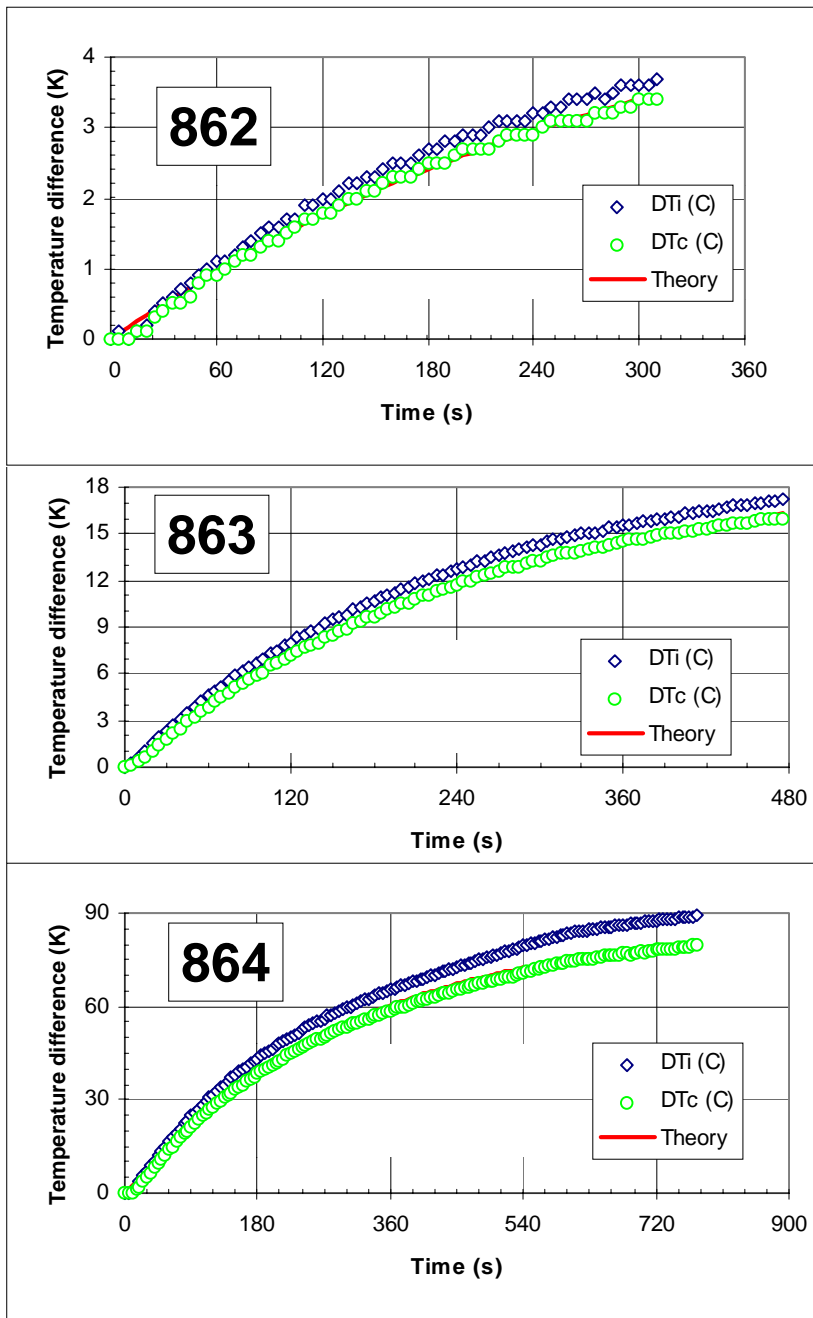 862
Temperature difference (K)
4
3
2
1
0
DTi (C)
DTc (C)
Theory
0 60 120 180 240 300 360
Time (s)
863
Temperature difference (K)
18
15
12
9
6
3
0
DTi (C)
DTc (C)
Theory
0 120 240 360 480
Time (s)
864
Temperature difference (K)
90
60
30
0
DTi (C)
DTc (C)
Theory
0 180 360 540 720 900
Time (s)